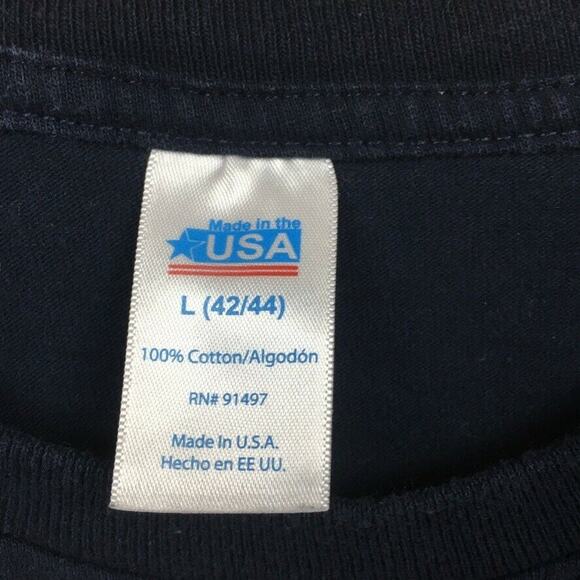 Made in the
USA
L (42/44)
100% Cotton/Algodón
RN# 91497
Made In U.S.A.
Hecho en EE UU.